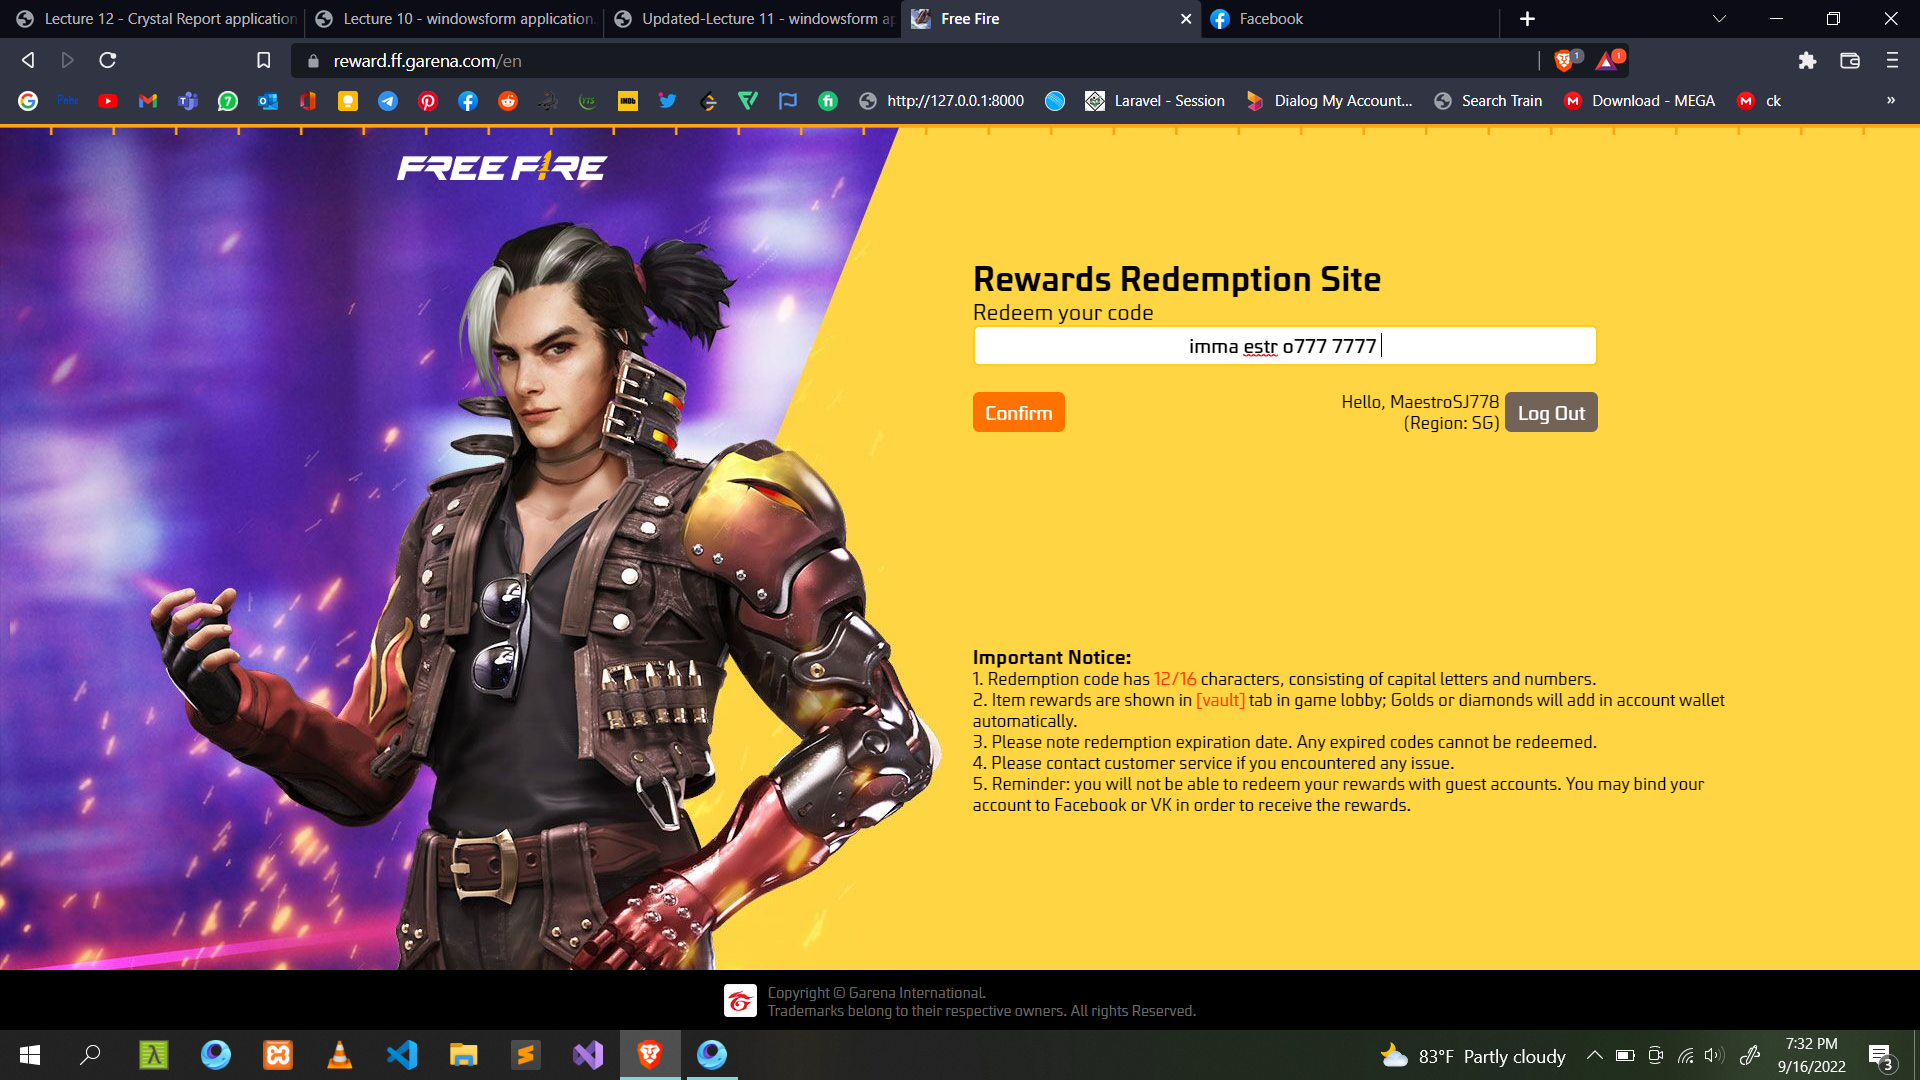 Lecture 12 - Crystal Report application
Lecture 10 - windowsform application.
Updated-Lecture 11 - windowsform ap
Free Fire
Facebook
reward.ff.garena.com/en
1
1
http://127.0.0.1:8000
Laravel - Session
Dialog My Account...
Search Train
Download - MEGA
ck
»
FREE FIRE
Rewards Redemption Site
Redeem your code
imma estr o777 7777
Confirm
Hello, MaestroSJ778
(Region: SG)
Log Out
Important Notice:
1. Redemption code has 12/16 characters, consisting of capital letters and numbers.
2. Item rewards are shown in [vault] tab in game lobby; Golds or diamonds will add in account wallet
automatically.
3. Please note redemption expiration date. Any expired codes cannot be redeemed.
4. Please contact customer service if you encountered any issue.
5. Reminder: you will not be able to redeem your rewards with guest accounts. You may bind your
account to Facebook or VK in order to receive the rewards.
Copyright © Garena International.
Trademarks belong to their respective owners. All rights Reserved.
83°F Partly cloudy
7:32 PM
9/16/2022
3